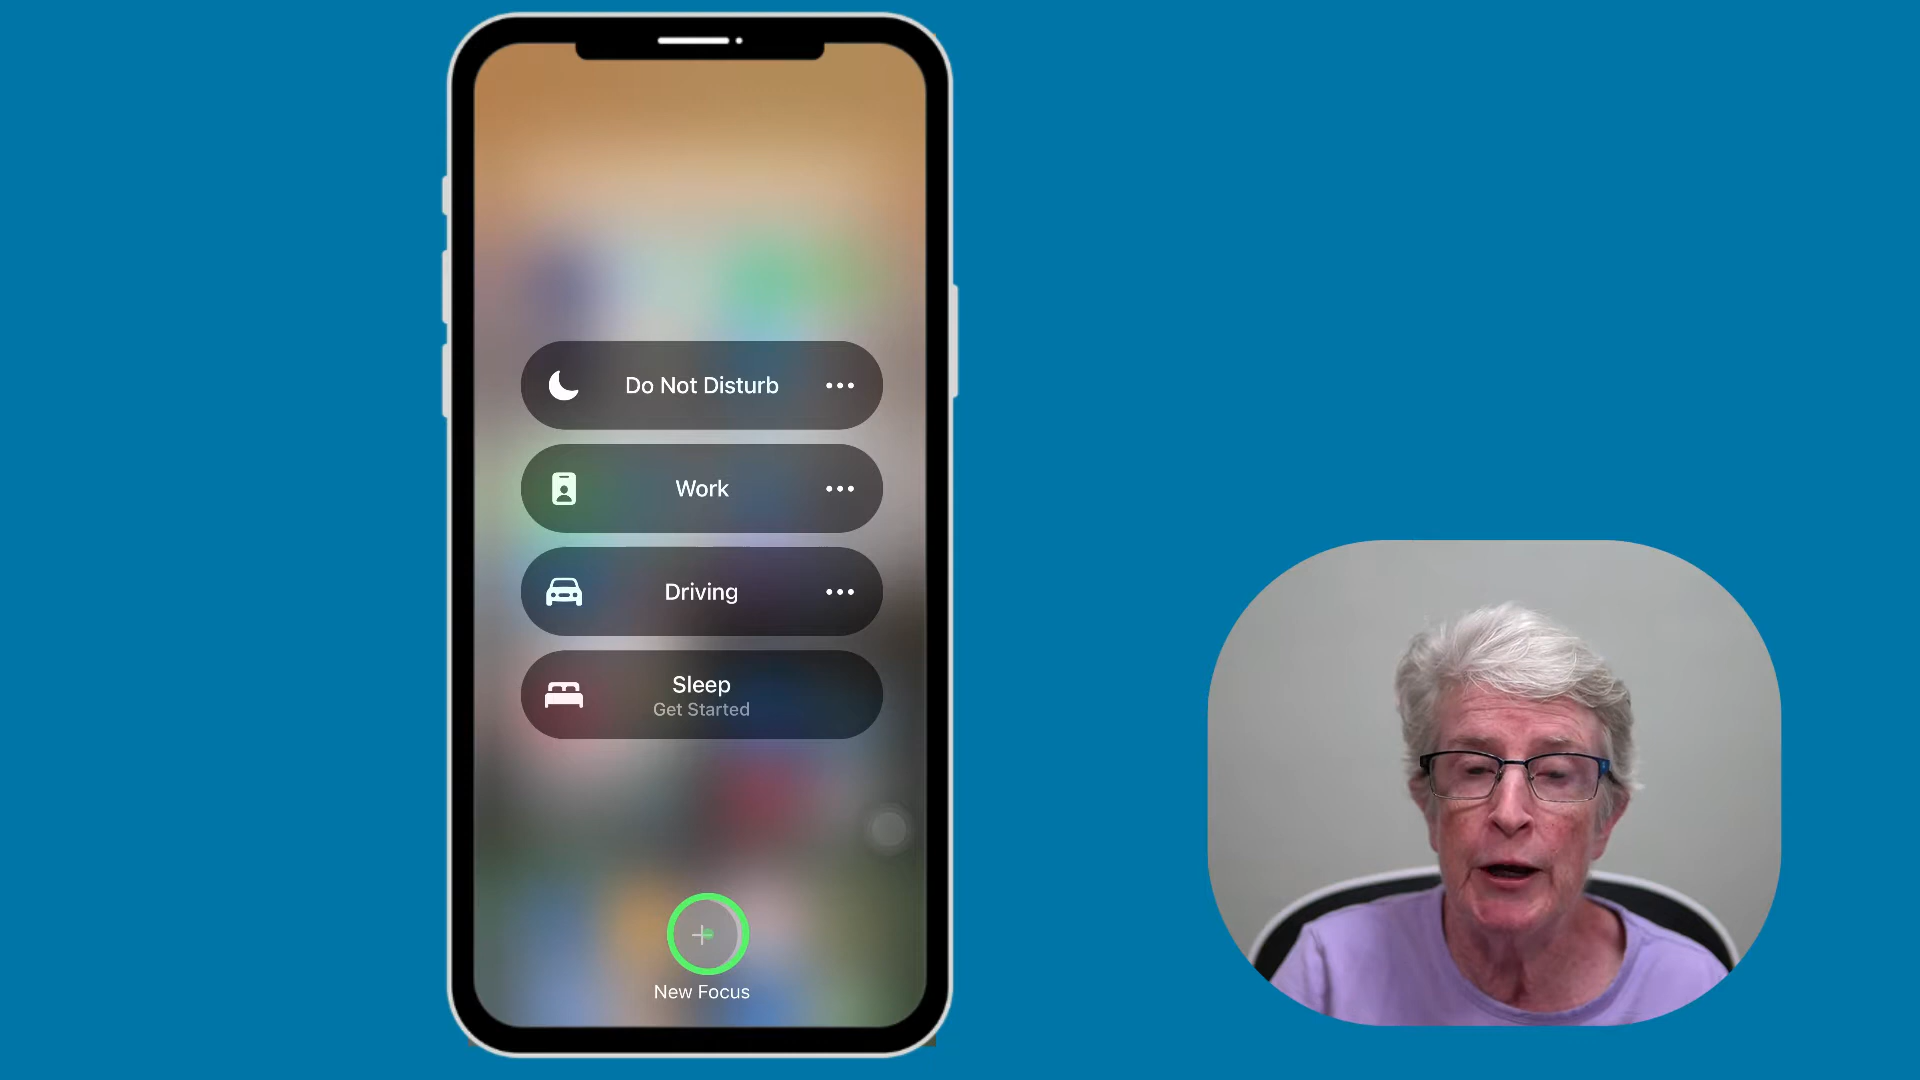 Do Not Disturb
Work
Driving
Sleep
Get Started
New Focus